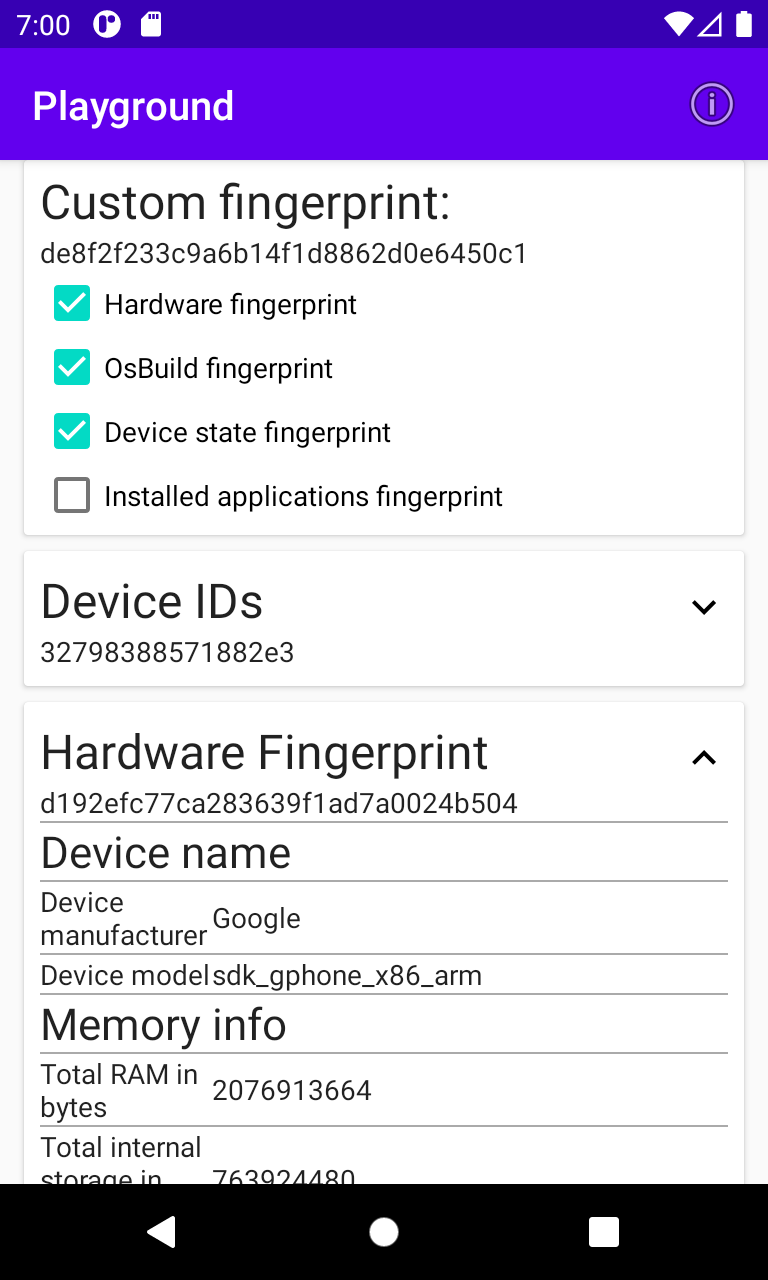 7:00
Playground
Custom fingerprint:
de8f2f233c9a6b14f1d8862d0e6450c1
Hardware fingerprint
OsBuild fingerprint
Device state fingerprint
Installed applications fingerprint
Device IDs
32798388571882e3
Hardware Fingerprint
d192efc77ca283639f1ad7a0024b504
Device name
Device
manufacturer Google
Device model sdk_gphone_x86_arm
Memory info
Total RAM in
bytes 2076913664
Total internal
storage in 763924480